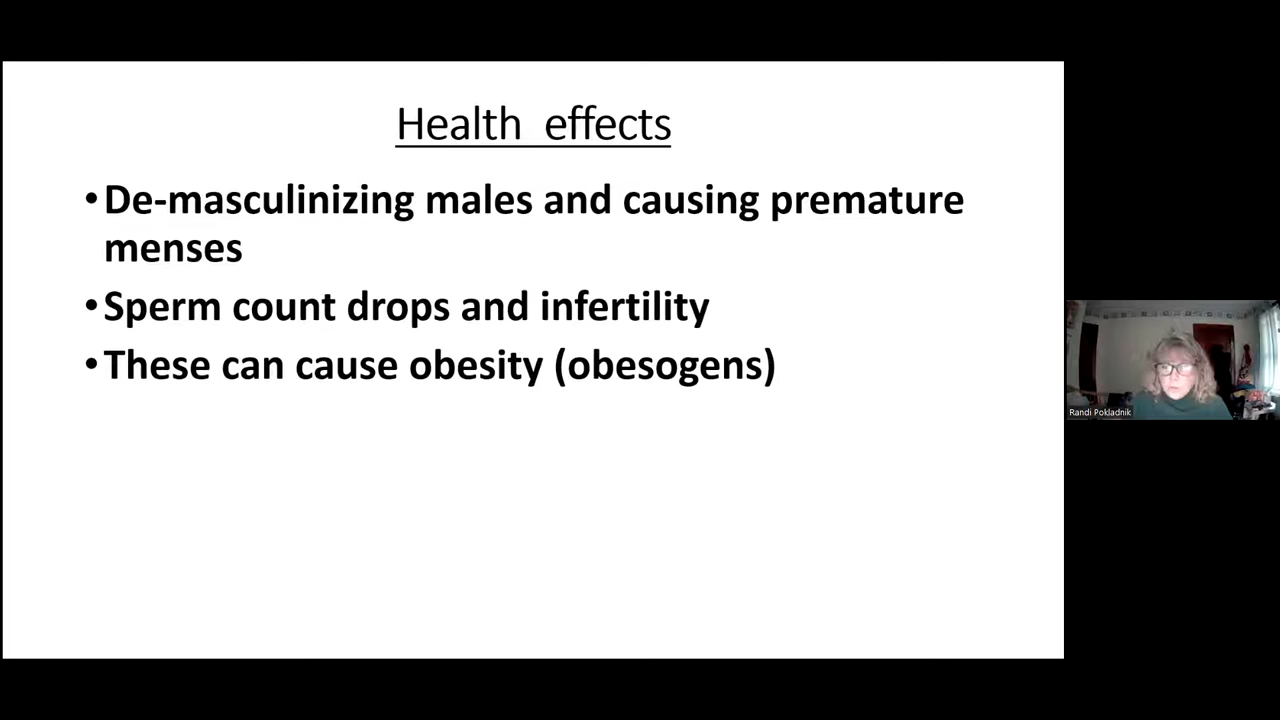 Health effects
•De-masculinizing males and causing premature
menses
•Sperm count drops and infertility
•These can cause obesity (obesogens)
Randi Pokladnik